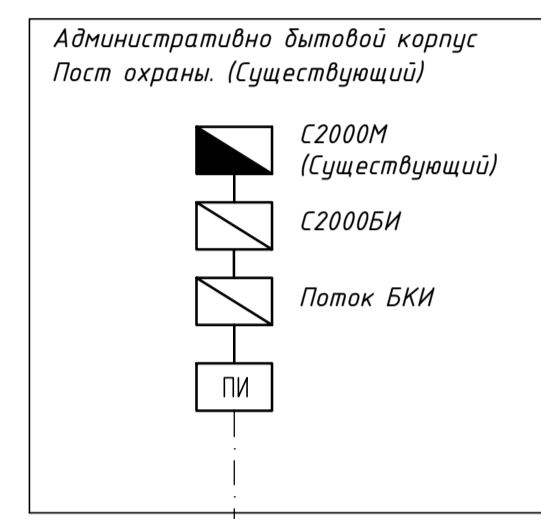 Административно бытовой корпус
Пост охраны. (Существующий)
С2000М
(Существующий)
С2000БИ
Поток БКИ
ПИ